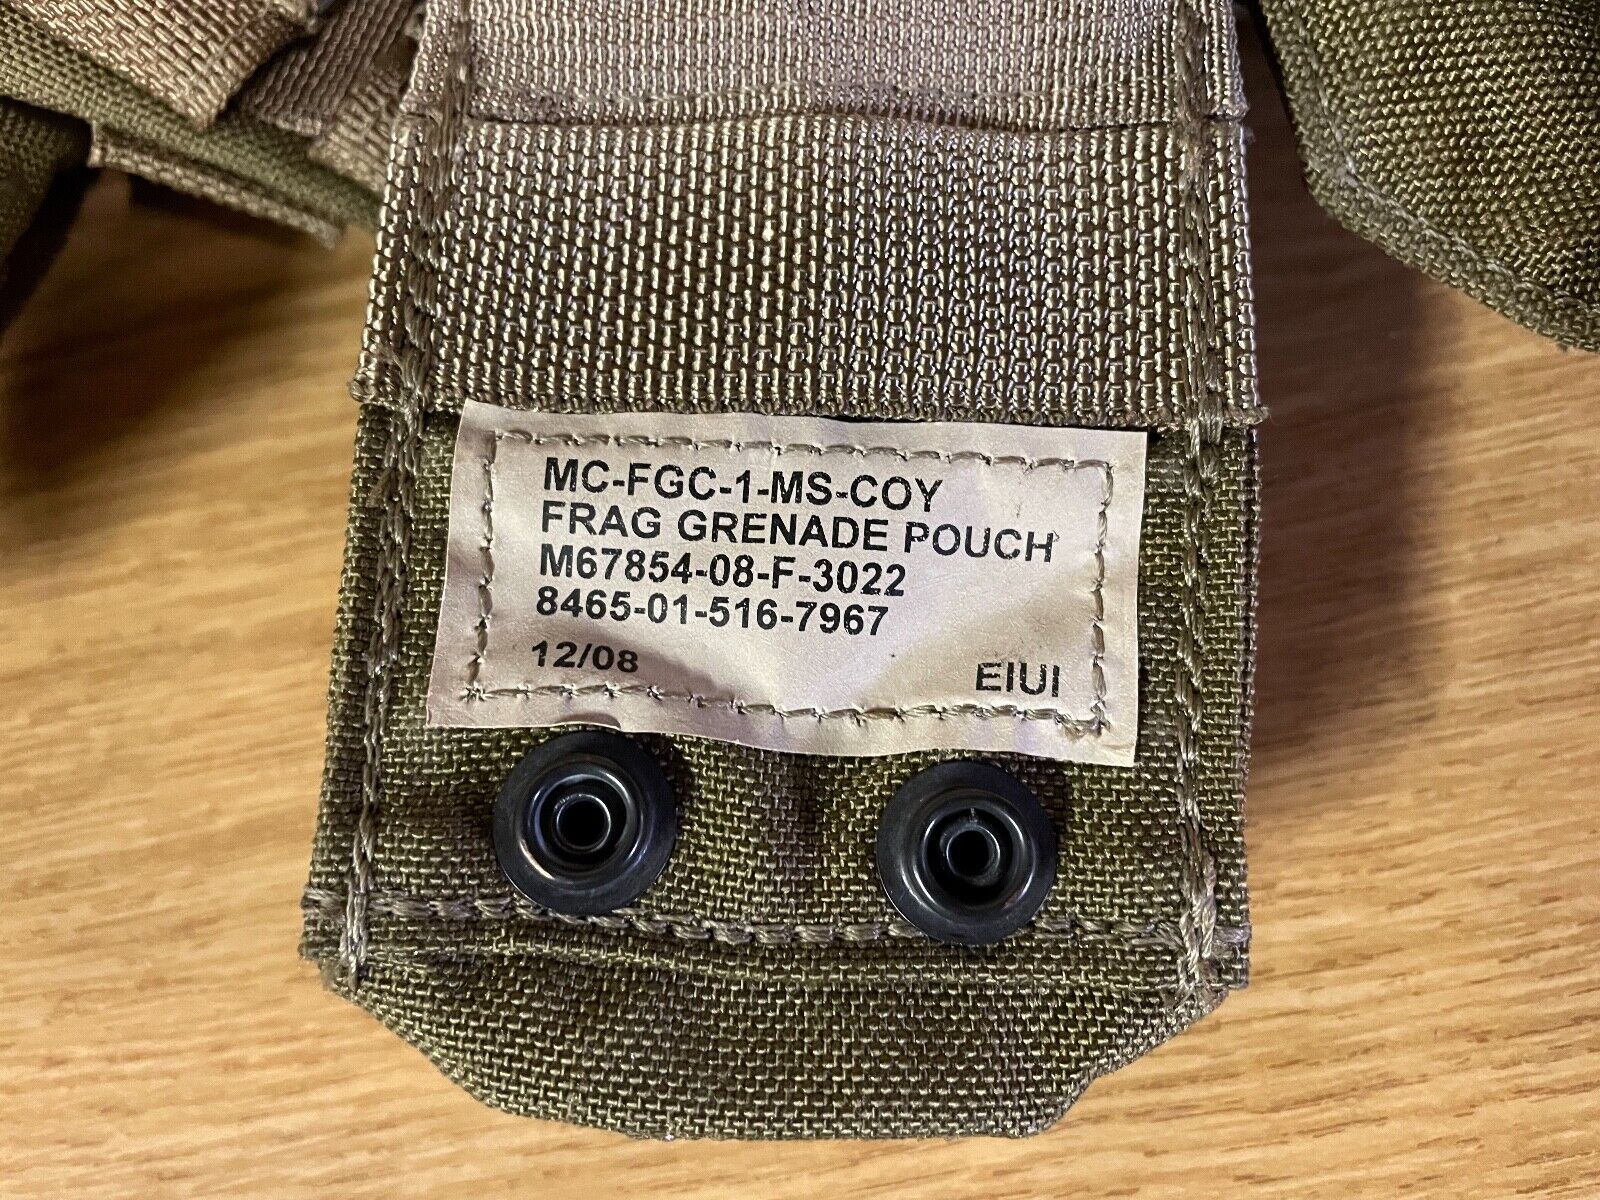 MC-FGC-1-MS-COY
FRAG GRENADE POUCH
M67854-08-F-3022
8465-01-516-7967
12/08 EIUI